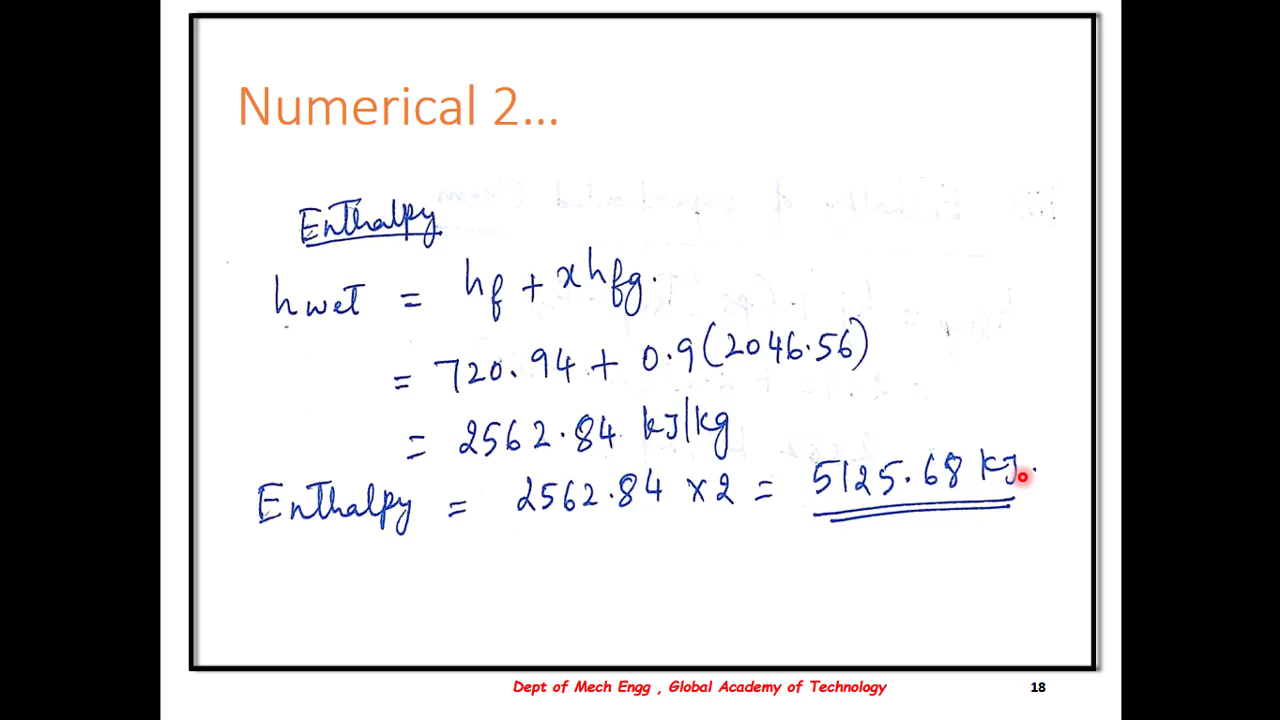 Numerical 2...
Enthalpy
hwet = hf + xhfg.
= 720.94 + 0.9(2046.56)
= 2562.84 kJ/kg
Enthalpy = 2562.84 × 2 = 5125.68 kJ.
Dept of Mech Engg , Global Academy of Technology
18